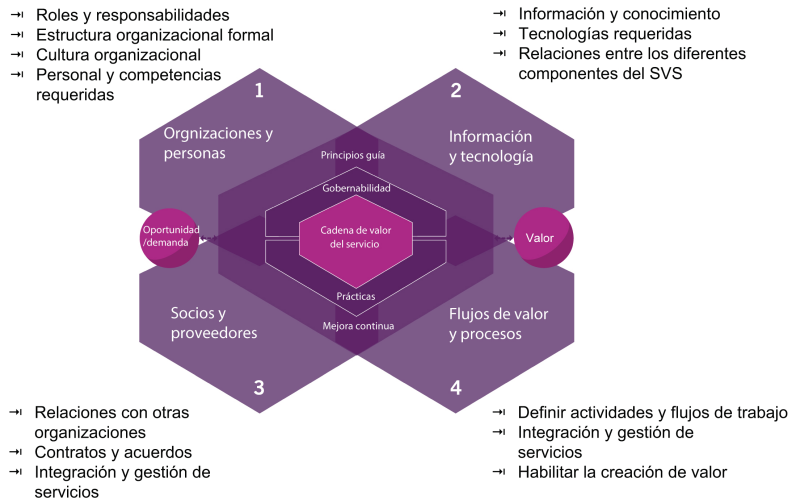 Roles y responsabilidades
Estructura organizacional formal
Cultura organizacional
Personal y competencias
requeridas
Información y conocimiento
Tecnologías requeridas
Relaciones entre los diferentes
componentes del SVS
1
2
Orgnizaciones y
personas
Información
y tecnología
Principios guía
Gobernabilidad
Oportunidad
/demanda
Cadena de valor
del servicio
Valor
Prácticas
Mejora continua
Socios y
proveedores
Flujos de valor
y procesos
3
4
Relaciones con otras
organizaciones
Contratos y acuerdos
Integración y gestión de
servicios
Definir actividades y flujos de trabajo
Integración y gestión de
servicios
Habilitar la creación de valor